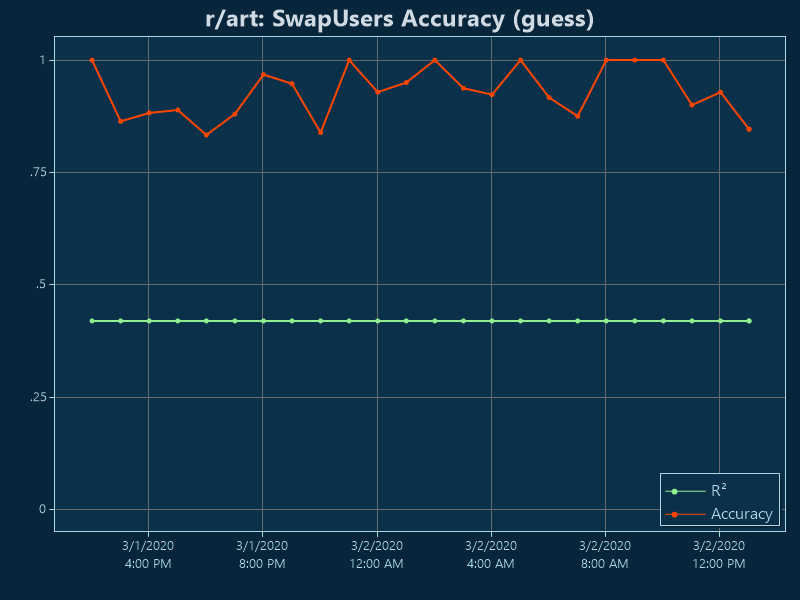 r/art: SwapUsers Accuracy (guess)
1
.75
.5
.25
0
R²
Accuracy
3/1/2020 3/1/2020 3/2/2020 3/2/2020 3/2/2020 3/2/2020
4:00 PM 8:00 PM 12:00 AM 4:00 AM 8:00 AM 12:00 PM